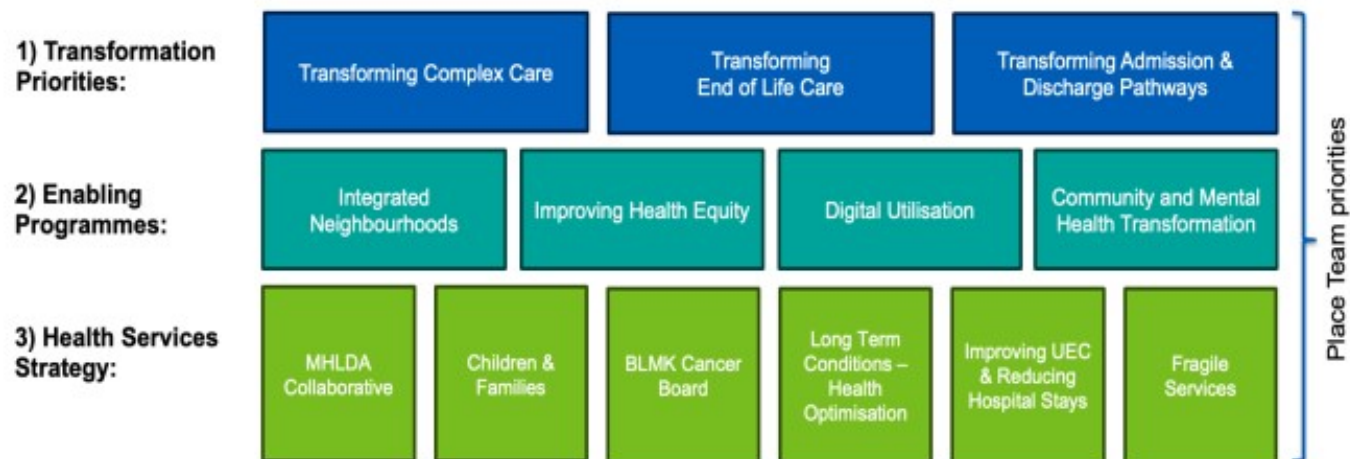 1) Transformation
Priorities:
Transforming Complex Care
Transforming
End of Life Care
Transforming Admission &
Discharge Pathways
2) Enabling
Programmes:
Integrated
Neighbourhoods
Improving Health Equity
Digital Utilisation
Community and Mental
Health Transformation
3) Health Services
Strategy:
MHLDA
Collaborative
Children &
Families
BLMK Cancer
Board
Long Term
Conditions –
Health
Optimisation
Improving UEC
& Reducing
Hospital Stays
Fragile
Services
Place Team priorities